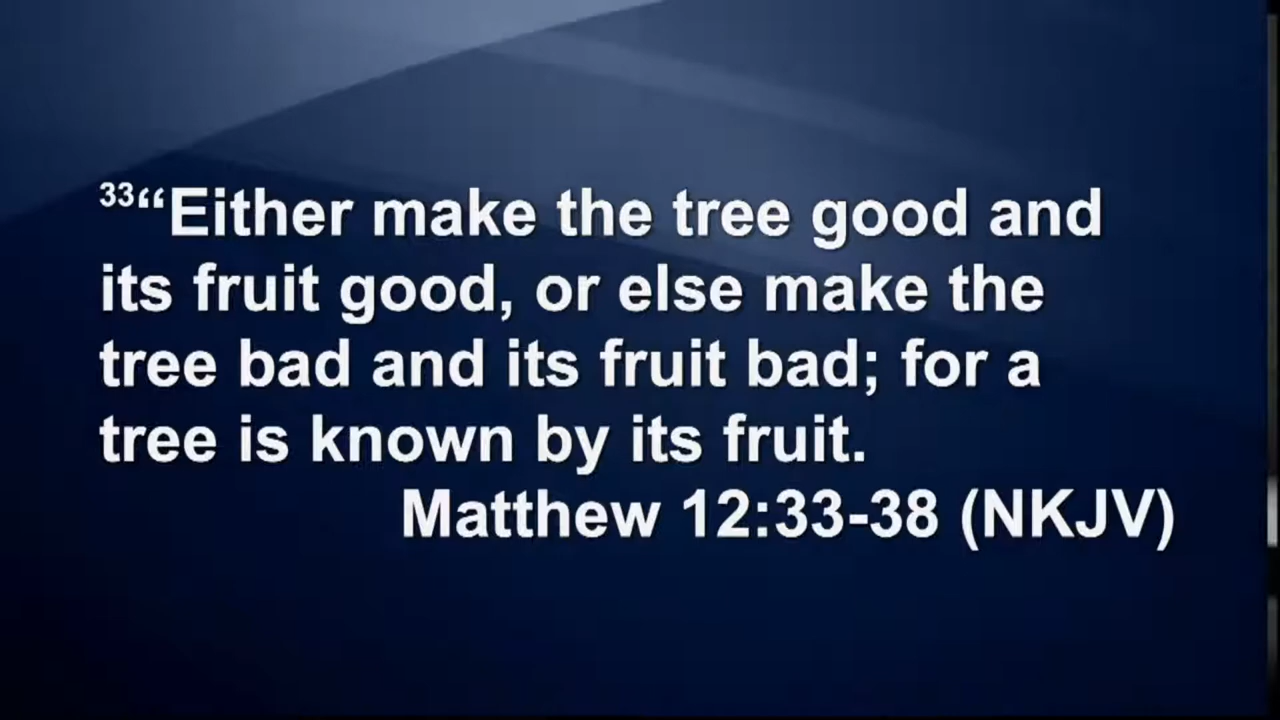 33“Either make the tree good and
its fruit good, or else make the
tree bad and its fruit bad; for a
tree is known by its fruit.
Matthew 12:33-38 (NKJV)